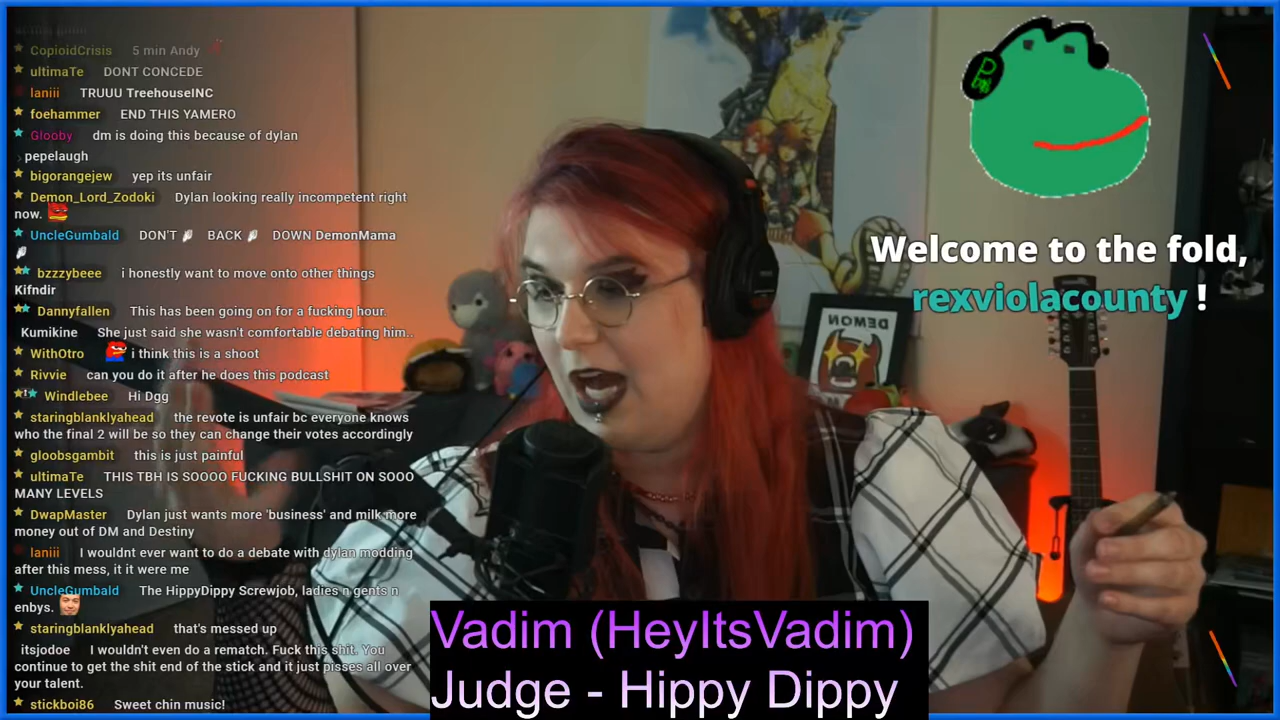 CopioidCrisis 5 min Andy
ultimaTe DONT CONCEDE
laniii TRUUU TreehouseINC
foehammer END THIS YAMERO
Glooby dm is doing this because of dylan
pepelaugh
bigorangejew yep its unfair
Demon_Lord_Zodoki Dylan looking really incompetent right
now.
UncleGumbald DON'T BACK DOWN DemonMama
bzzzybeee i honestly want to move onto other things
Kifndir
Dannyfallen This has been going on for a fucking hour.
Kumikine She just said she wasn't comfortable debating him..
WithOtro i think this is a shoot
Rivvie can you do it after he does this podcast
Windlebee Hi Dgg
staringblanklyahead the revote is unfair bc everyone knows
who the final 2 will be so they can change their votes accordingly
gloobsgambit this is just painful
ultimaTe THIS TBH IS SOOOO FUCKING BULLSHIT ON SOOO
MANY LEVELS
DwapMaster Dylan just wants more 'business' and milk more
money out of DM and Destiny
laniii I wouldnt ever want to do a debate with dylan modding
after this mess, it it were me
UncleGumbald The HippyDippy Screwjob, ladies n gents n
enbys.
staringblanklyahead that's messed up
itsjodoe I wouldn't even do a rematch. Fuck this shit. You
continue to get the shit end of the stick and it just pisses all over
your talent.
stickboi86 Sweet chin music!
Welcome to the fold,
rexviolacounty !
DEMON
Vadim (HeyItsVadim)
Judge - Hippy Dippy